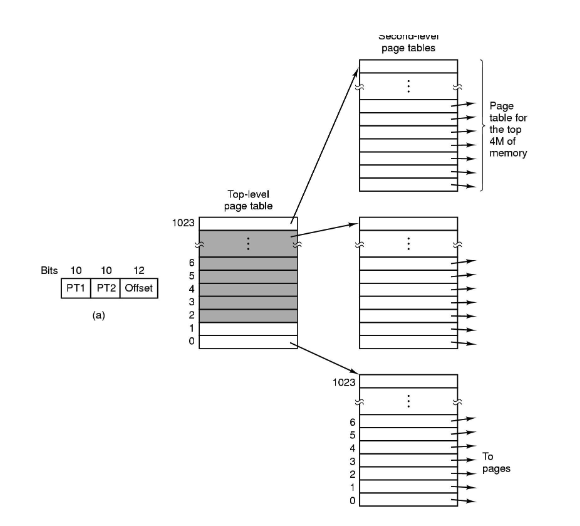 Second-level
page tables
Page
table for
the top
4M of
memory
Top-level
page table
1023
6
5
4
3
2
1
0
Bits 10 10 12
PT1 PT2 Offset
(a)
1023
6
5
4
3
2
1
0
To
pages